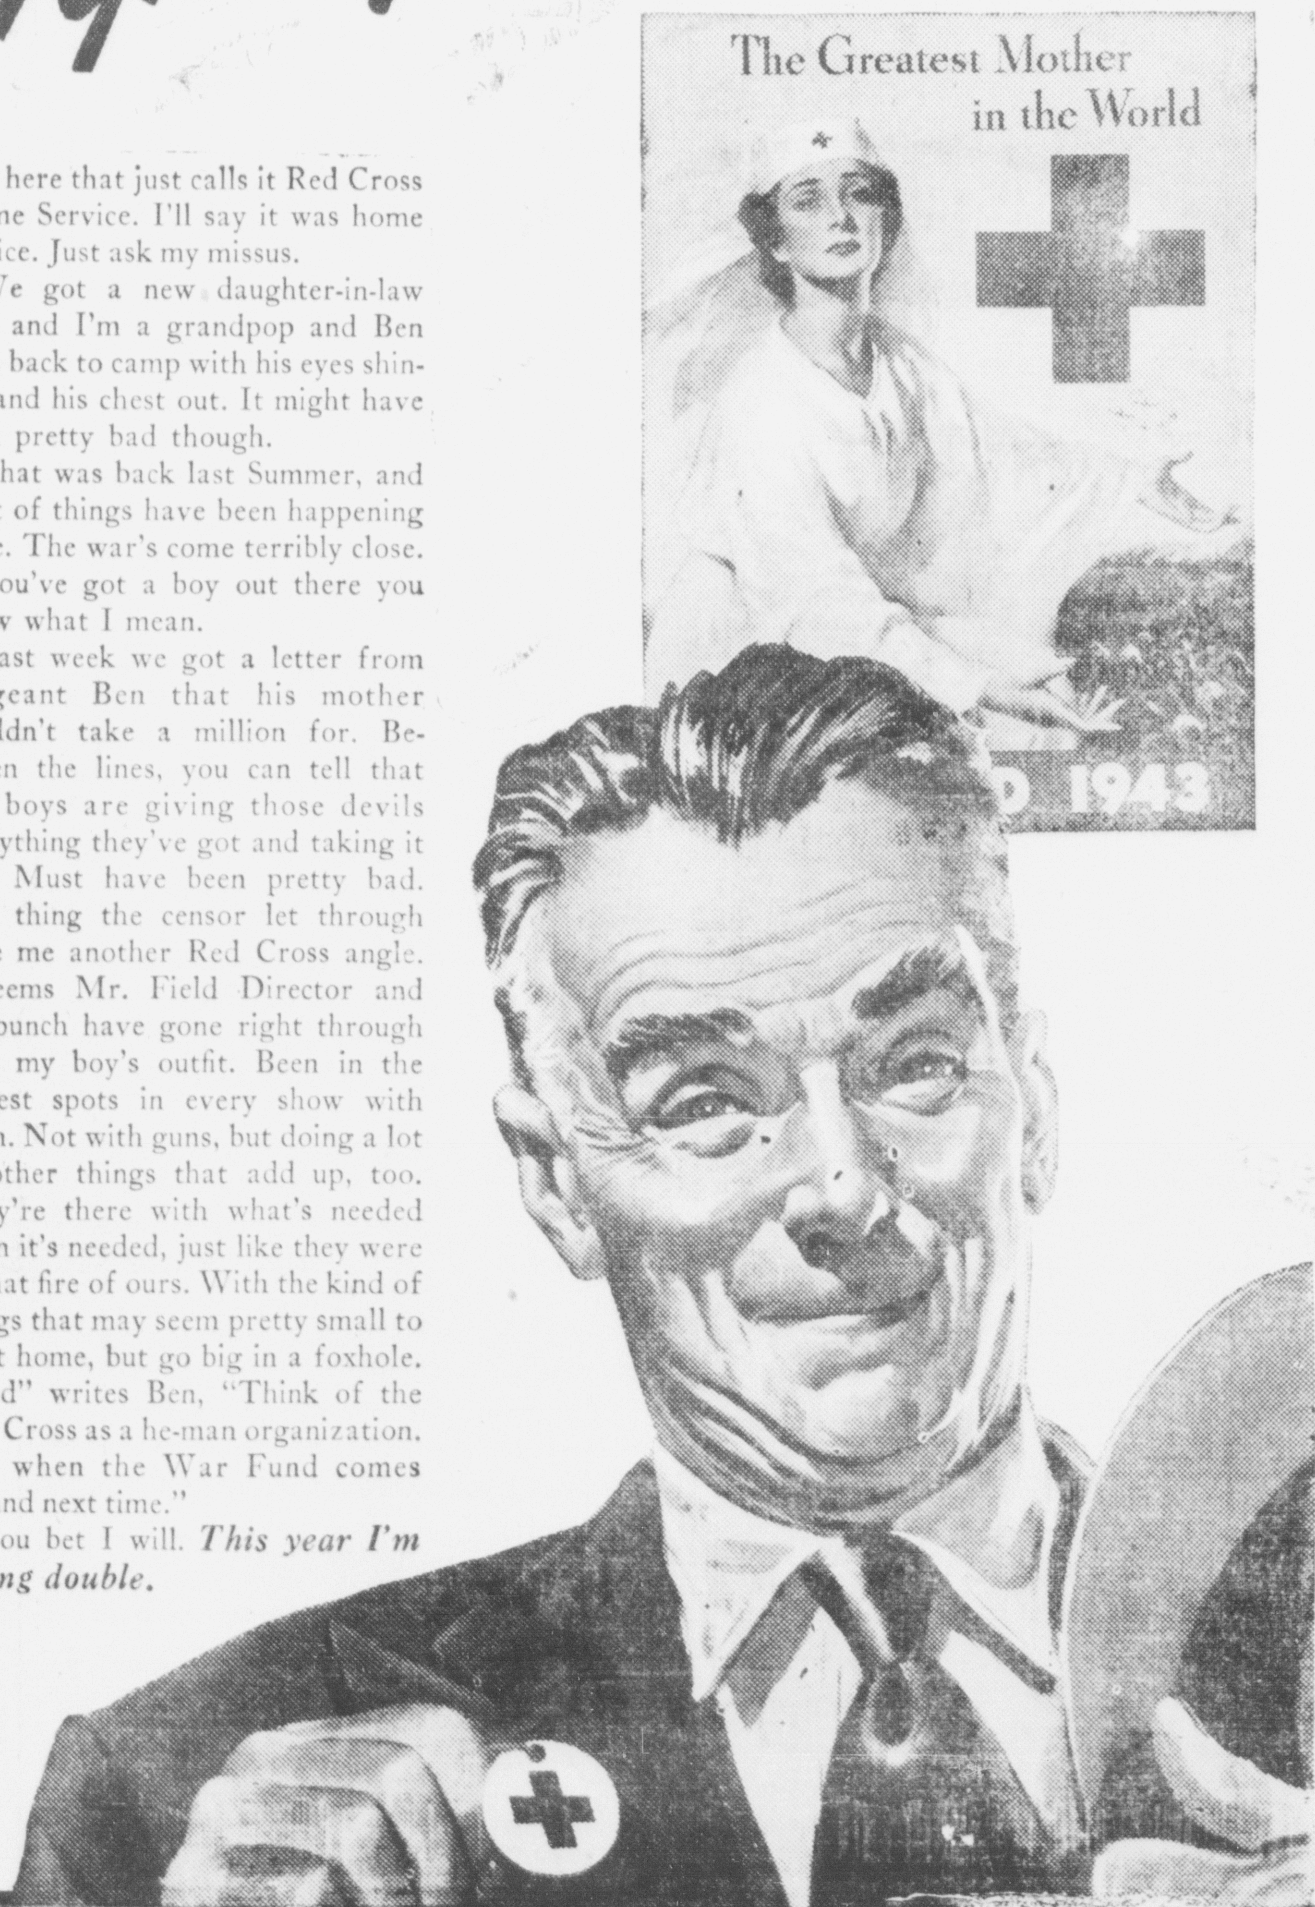 The Greatest Mother
in the World
1943
here that just calls it Red Cross
ne Service. I'll say it was home
ice. Just ask my missus.
e got a new daughter-in-law
and I'm a grandpop and Ben
back to camp with his eyes shin-
and his chest out. It might have
pretty bad though.
hat was back last Summer, and
of things have been happening
e. The war's come terribly close.
ou've got a boy out there you
w what I mean.
ast week we got a letter from
geant Ben that his mother
ldn't take a million for. Be-
en the lines, you can tell that
boys are giving those devils
ything they've got and taking it
Must have been pretty bad.
thing the censor let through
e me another Red Cross angle.
eems Mr. Field Director and
bunch have gone right through
my boy's outfit. Been in the
est spots in every show with
n. Not with guns, but doing a lot
other things that add up, too.
y're there with what's needed
n it's needed, just like they were
hat fire of ours. With the kind of
gs that may seem pretty small to
t home, but go big in a foxhole.
d" writes Ben, "Think of the
Cross as a he-man organization.
when the War Fund comes
nd next time."
ou bet I will. This year I'm
ng double.